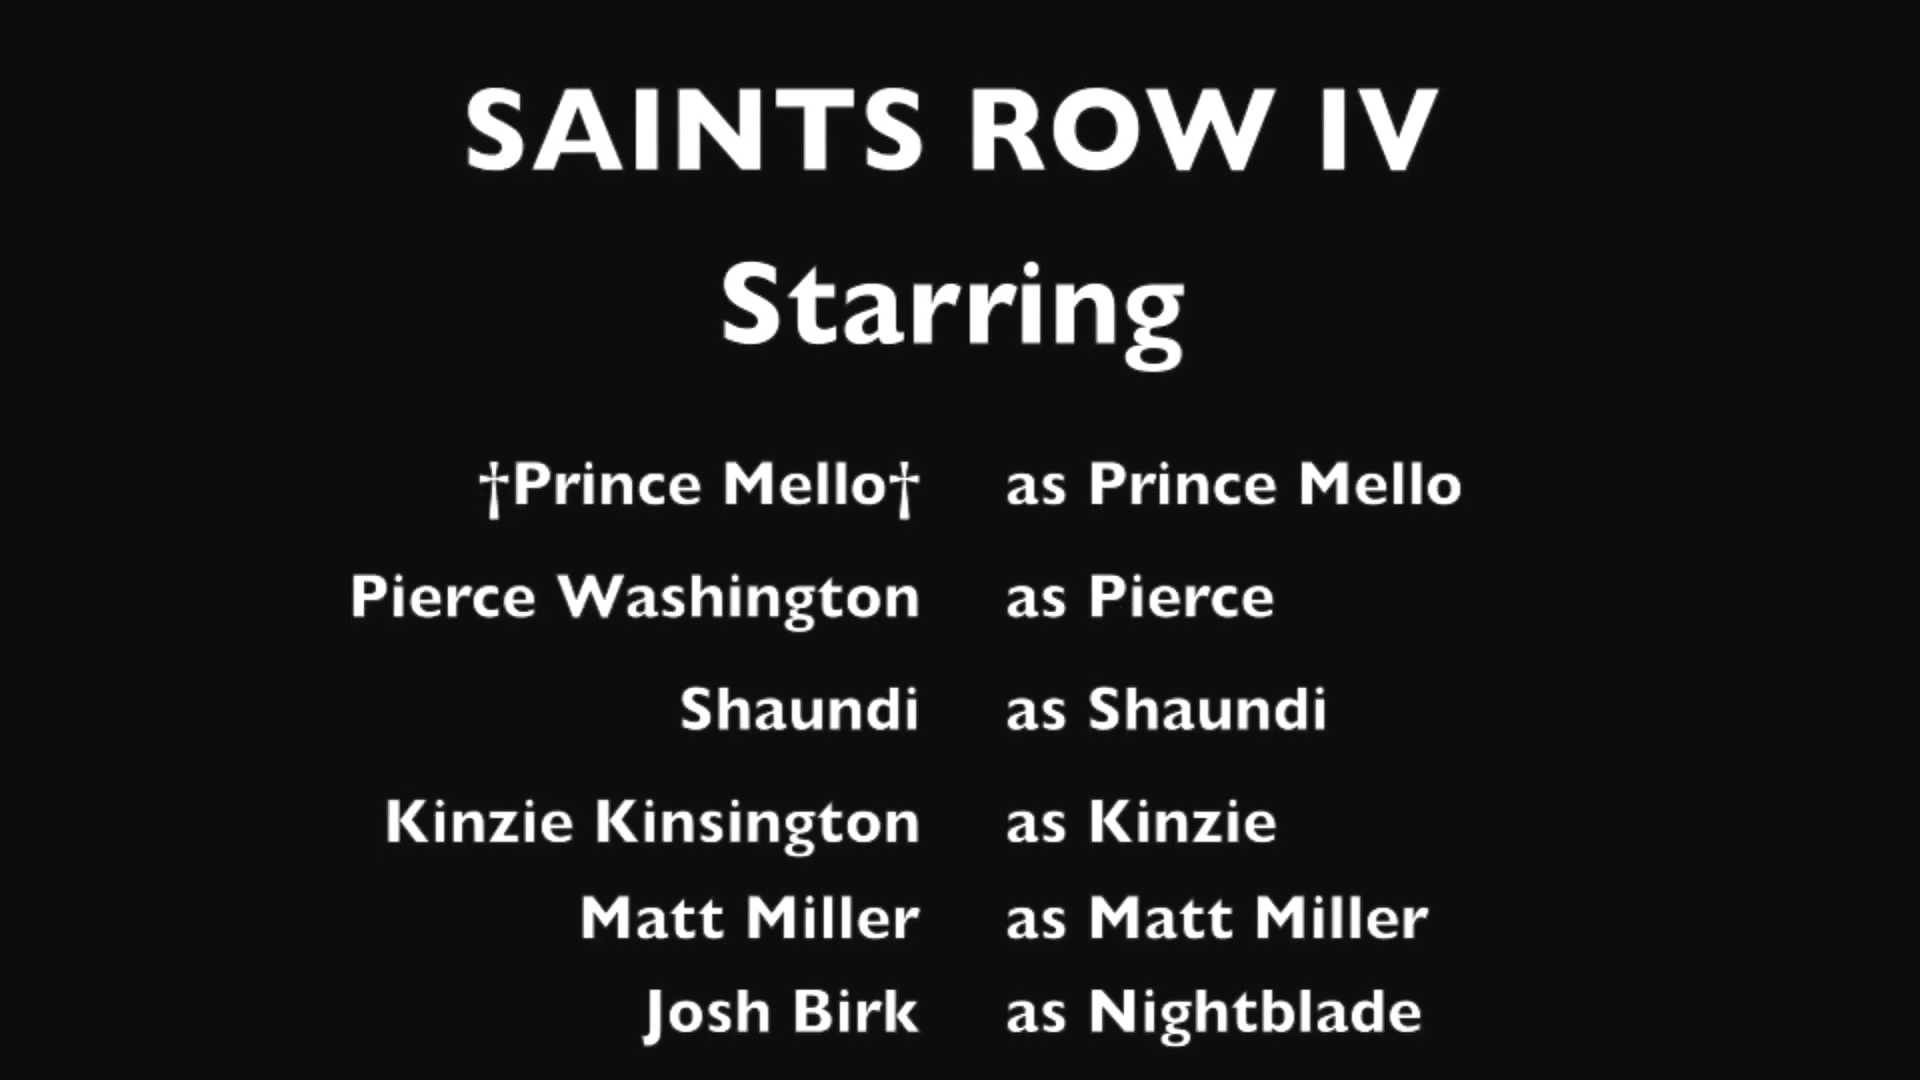 SAINTS ROW IV
Starring
†Prince Mello† as Prince Mello
Pierce Washington as Pierce
Shaundi as Shaundi
Kinzie Kinsington as Kinzie
Matt Miller as Matt Miller
Josh Birk as Nightblade